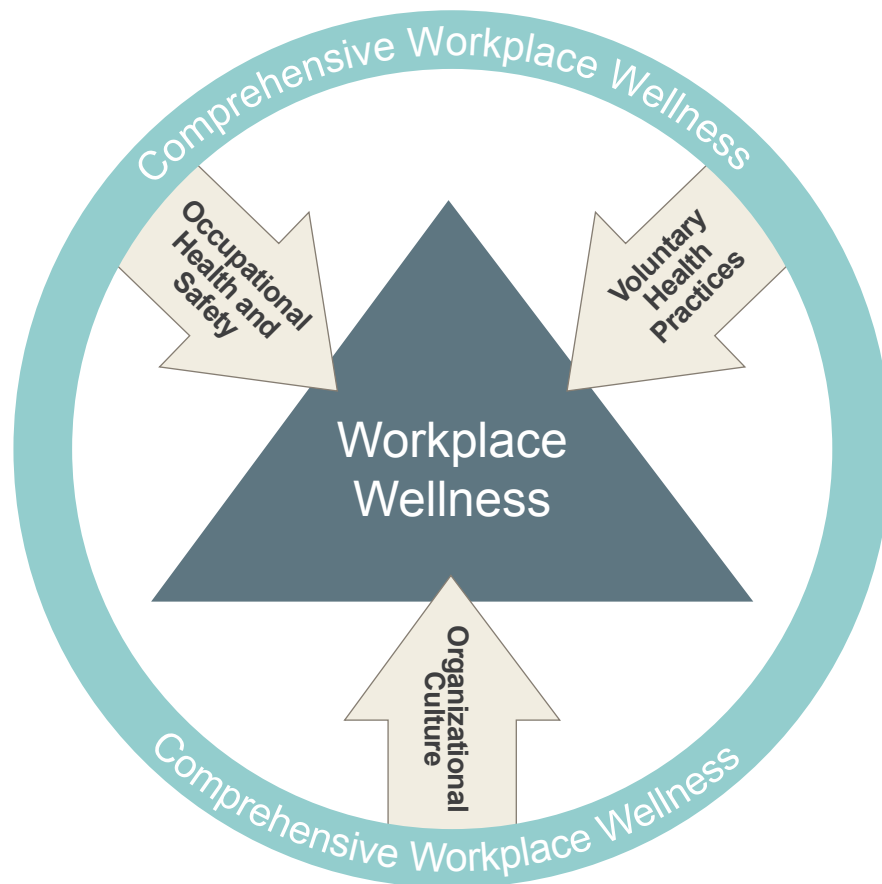 Comprehensive Workplace Wellness
Occupational
Health and
Safety
Voluntary
Health
Practices
Workplace
Wellness
Organizational
Culture
Comprehensive Workplace Wellness